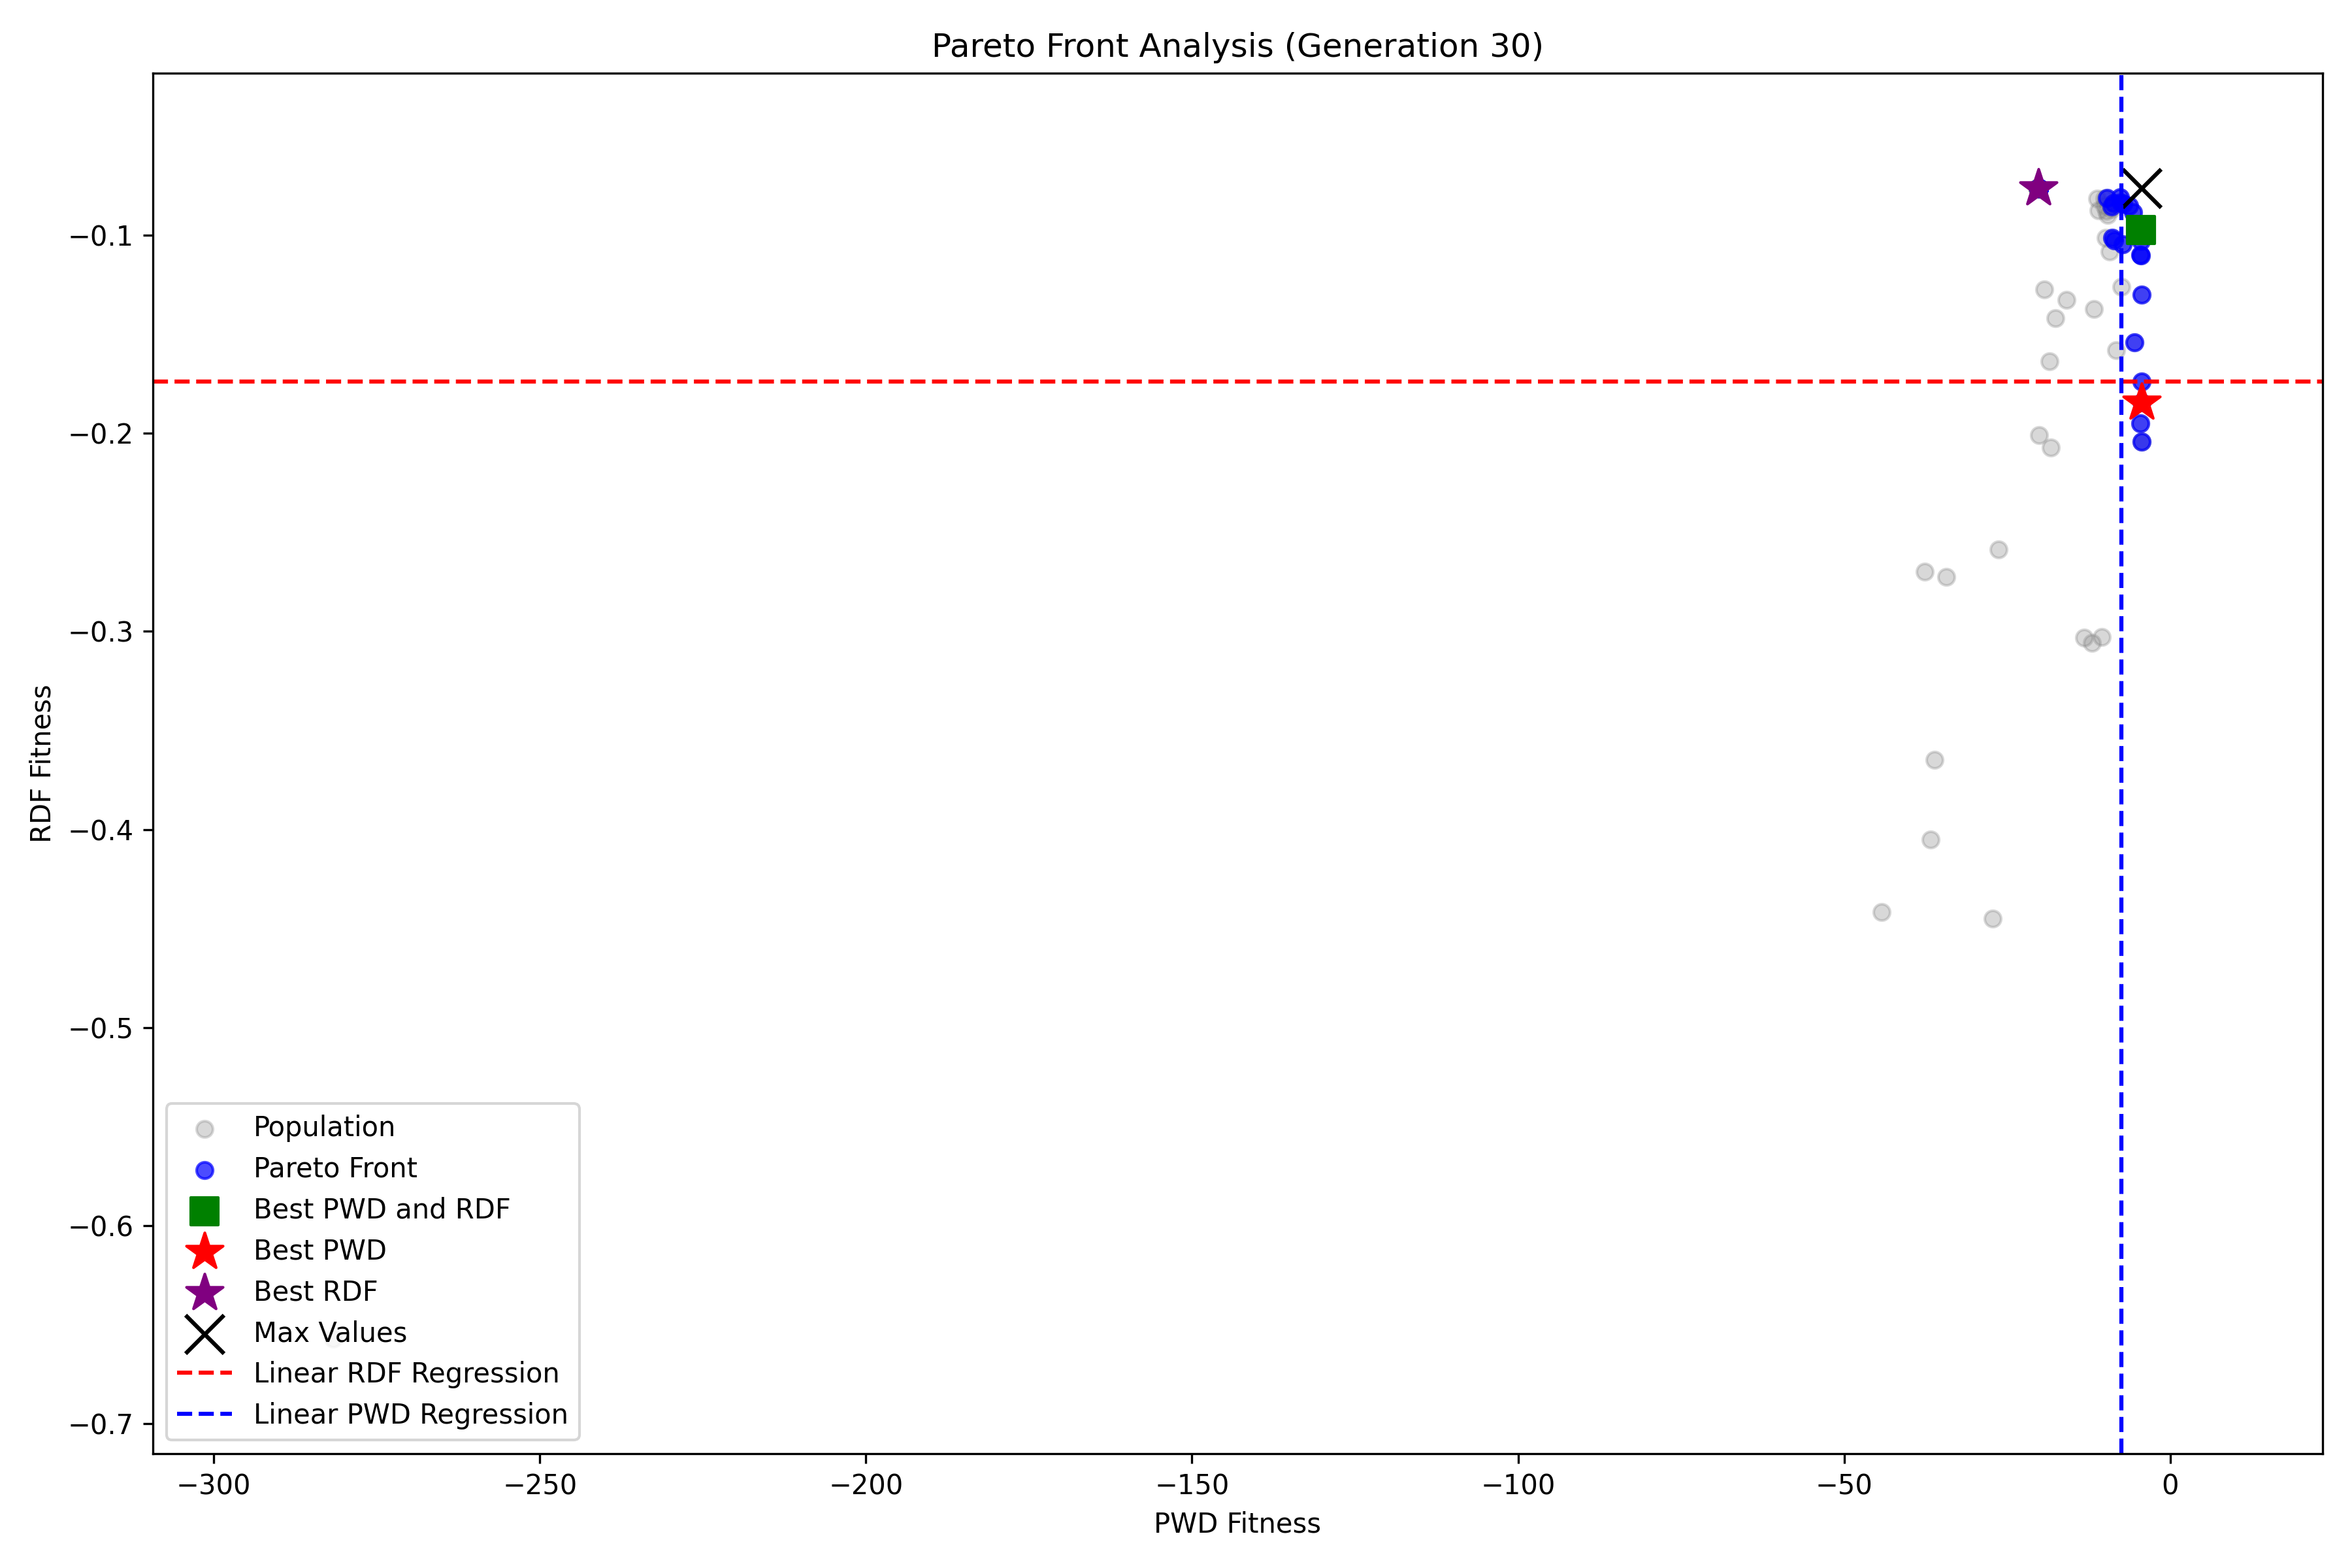 Pareto Front Analysis (Generation 30)
−0.1
−0.2
−0.3
−0.4
−0.5
−0.6
−0.7
RDF Fitness
Population
Pareto Front
Best PWD and RDF
Best PWD
Best RDF
Max Values
Linear RDF Regression
Linear PWD Regression
−300 −250 −200 −150 −100 −50 0
PWD Fitness